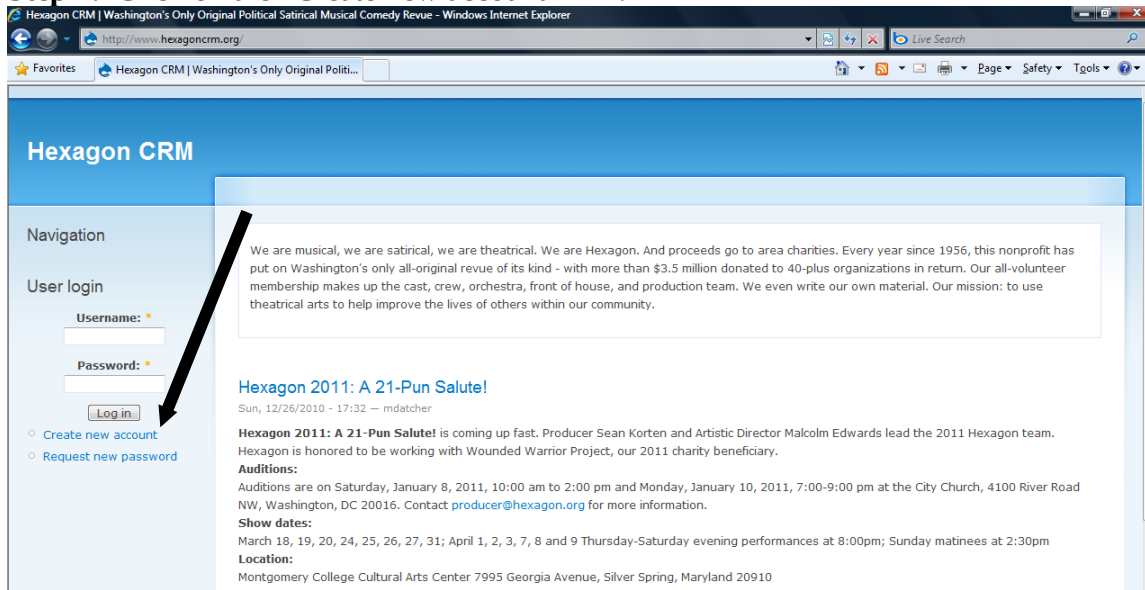 Hexagon CRM | Washington's Only Original Political Satirical Musical Comedy Revue - Windows Internet Explorer
http://www.hexagoncrm.org/
Live Search
Favorites
Hexagon CRM | Washington's Only Original Politi...
Page
Safety
Tools
Hexagon CRM
Navigation
User login
Username: *
Password: *
Log in
Create new account
Request new password
We are musical, we are satirical, we are theatrical. We are Hexagon. And proceeds go to area charities. Every year since 1956, this nonprofit has
put on Washington's only all-original revue of its kind - with more than $3.5 million donated to 40-plus organizations in return. Our all-volunteer
membership makes up the cast, crew, orchestra, front of house, and production team. We even write our own material. Our mission: to use
theatrical arts to help improve the lives of others within our community.
Hexagon 2011: A 21-Pun Salute!
Sun, 12/26/2010 - 17:32 — mdatcher
Hexagon 2011: A 21-Pun Salute! is coming up fast. Producer Sean Korten and Artistic Director Malcolm Edwards lead the 2011 Hexagon team.
Hexagon is honored to be working with Wounded Warrior Project, our 2011 charity beneficiary.
Auditions:
Auditions are on Saturday, January 8, 2011, 10:00 am to 2:00 pm and Monday, January 10, 2011, 7:00-9:00 pm at the City Church, 4100 River Road
NW, Washington, DC 20016. Contact producer@hexagon.org for more information.
Show dates:
March 18, 19, 20, 24, 25, 26, 27, 31; April 1, 2, 3, 7, 8 and 9 Thursday-Saturday evening performances at 8:00pm; Sunday matinees at 2:30pm
Location:
Montgomery College Cultural Arts Center 7995 Georgia Avenue, Silver Spring, Maryland 20910